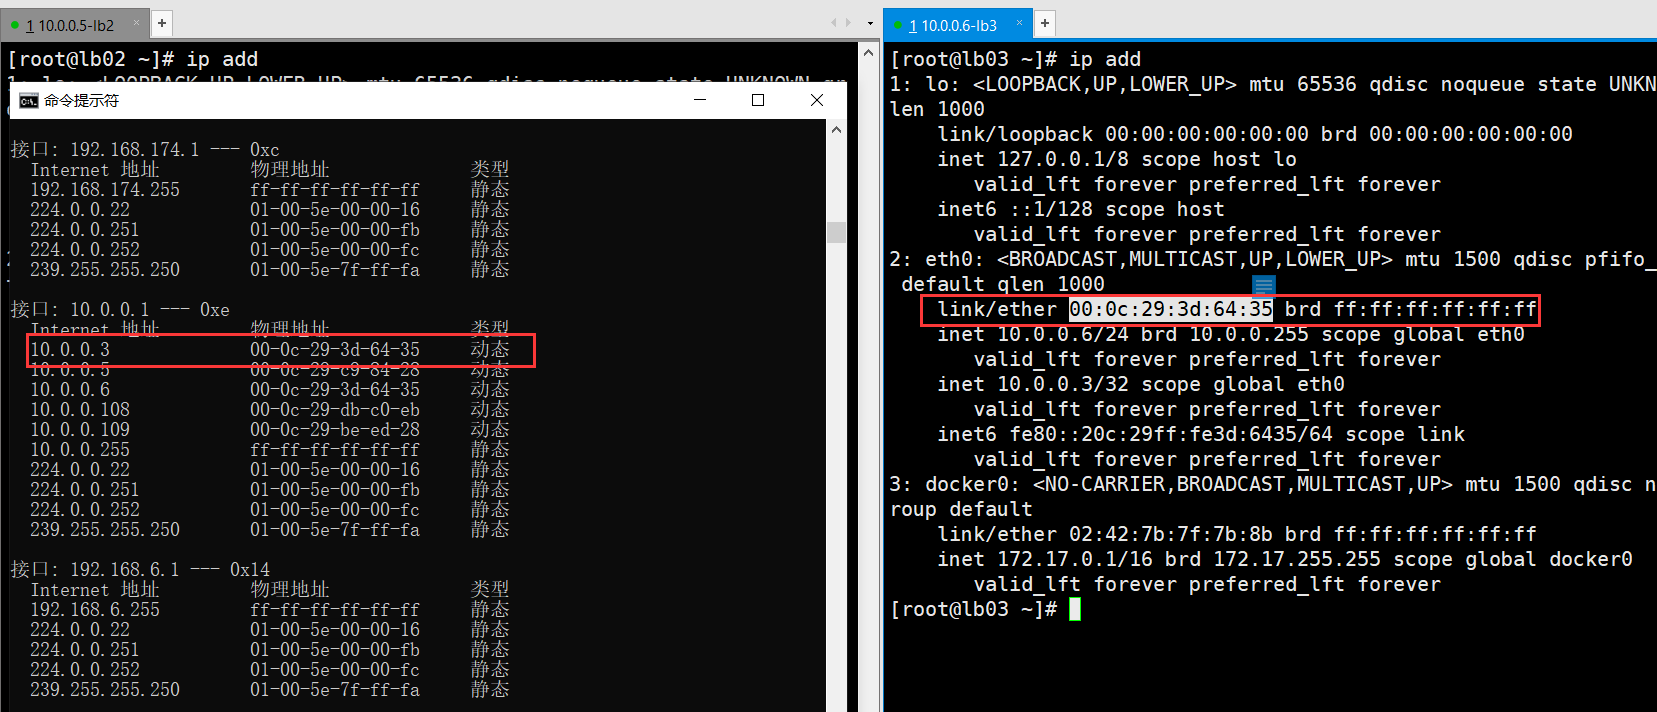 1 10.0.0.5-lb2
[root@lb02 ~]# ip add
命令提示符
接口: 192.168.174.1 --- 0xc
Internet 地址 物理地址 类型
192.168.174.255 ff-ff-ff-ff-ff-ff 静态
224.0.0.22 01-00-5e-00-00-16 静态
224.0.0.251 01-00-5e-00-00-fb 静态
224.0.0.252 01-00-5e-00-00-fc 静态
239.255.255.250 01-00-5e-7f-ff-fa 静态
接口: 10.0.0.1 --- 0xe
Internet 地址 物理地址 类型
10.0.0.3 00-0c-29-3d-64-35 动态
10.0.0.5 00-0c-29-c9-84-28 动态
10.0.0.6 00-0c-29-3d-64-35 动态
10.0.0.108 00-0c-29-db-c0-eb 动态
10.0.0.109 00-0c-29-be-ed-28 动态
10.0.0.255 ff-ff-ff-ff-ff-ff 静态
224.0.0.22 01-00-5e-00-00-16 静态
224.0.0.251 01-00-5e-00-00-fb 静态
224.0.0.252 01-00-5e-00-00-fc 静态
239.255.255.250 01-00-5e-7f-ff-fa 静态
接口: 192.168.6.1 --- 0x14
Internet 地址 物理地址 类型
192.168.6.255 ff-ff-ff-ff-ff-ff 静态
224.0.0.22 01-00-5e-00-00-16 静态
224.0.0.251 01-00-5e-00-00-fb 静态
224.0.0.252 01-00-5e-00-00-fc 静态
239.255.255.250 01-00-5e-7f-ff-fa 静态
1 10.0.0.6-lb3
[root@lb03 ~]# ip add
1: lo: <LOOPBACK,UP,LOWER_UP> mtu 65536 qdisc noqueue state UNKN
len 1000
link/loopback 00:00:00:00:00:00 brd 00:00:00:00:00:00
inet 127.0.0.1/8 scope host lo
valid_lft forever preferred_lft forever
inet6 ::1/128 scope host
valid_lft forever preferred_lft forever
2: eth0: <BROADCAST,MULTICAST,UP,LOWER_UP> mtu 1500 qdisc pfifo_
default qlen 1000
link/ether 00:0c:29:3d:64:35 brd ff:ff:ff:ff:ff:ff
inet 10.0.0.6/24 brd 10.0.0.255 scope global eth0
valid_lft forever preferred_lft forever
inet 10.0.0.3/32 scope global eth0
valid_lft forever preferred_lft forever
inet6 fe80::20c:29ff:fe3d:6435/64 scope link
valid_lft forever preferred_lft forever
3: docker0: <NO-CARRIER,BROADCAST,MULTICAST,UP> mtu 1500 qdisc n
roup default
link/ether 02:42:7b:7f:7b:8b brd ff:ff:ff:ff:ff:ff
inet 172.17.0.1/16 brd 172.17.255.255 scope global docker0
valid_lft forever preferred_lft forever
[root@lb03 ~]#